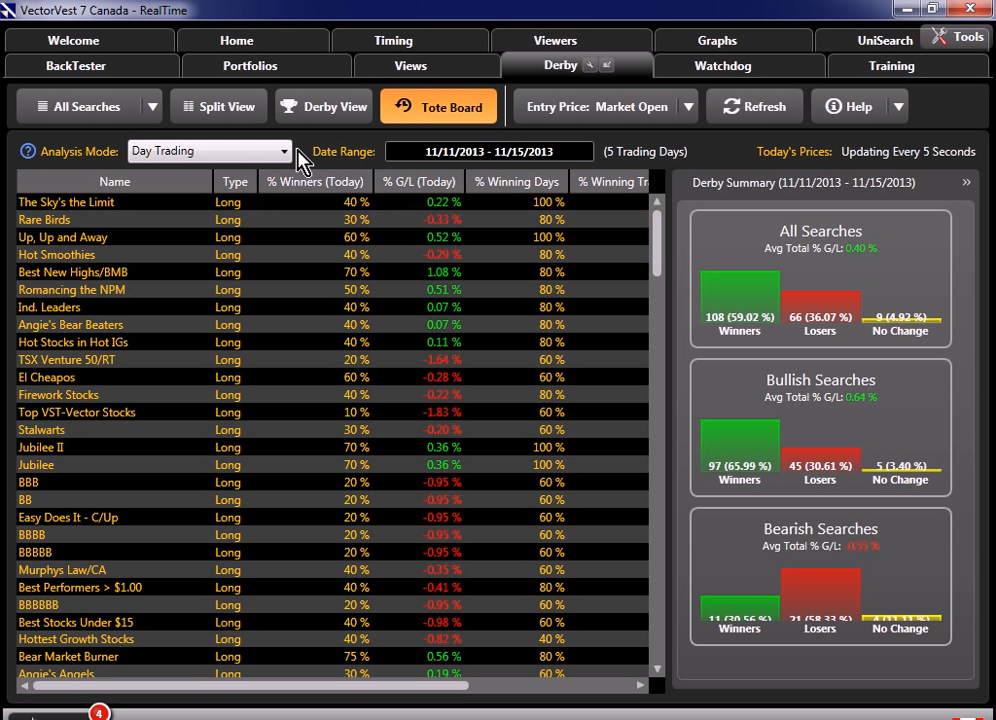 VectorVest 7 Canada - RealTime
Welcome Home Timing Viewers Graphs UniSearch Tools
BackTester Portfolios Views Derby Watchdog Training
All Searches Split View Derby View Tote Board Entry Price: Market Open Refresh Help
Analysis Mode: Day Trading Date Range: 11/11/2013 - 11/15/2013 (5 Trading Days) Today's Prices: Updating Every 5 Seconds
Name Type % Winners (Today) % G/L (Today) % Winning Days % Winning Tr
The Sky's the Limit Long 40 % 0.22 % 100 %
Rare Birds Long 30 % -0.33 % 80 %
Up, Up and Away Long 60 % 0.52 % 100 %
Hot Smoothies Long 40 % -0.29 % 80 %
Best New Highs/BMB Long 70 % 1.08 % 80 %
Romancing the NPM Long 50 % 0.51 % 80 %
Ind. Leaders Long 40 % 0.07 % 80 %
Angie's Bear Beaters Long 40 % 0.07 % 80 %
Hot Stocks in Hot IGs Long 40 % 0.11 % 80 %
TSX Venture 50/RT Long 20 % -1.64 % 80 %
El Cheapos Long 60 % -0.28 % 80 %
Firework Stocks Long 40 % -0.22 % 80 %
Top VST-Vector Stocks Long 10 % -1.83 % 60 %
Stalwarts Long 30 % -0.20 % 60 %
Jubilee II Long 70 % 0.36 % 100 %
Jubilee Long 70 % 0.36 % 100 %
BBB Long 20 % -0.95 % 60 %
BB Long 20 % -0.95 % 60 %
Easy Does It - C/Up Long 20 % -0.95 % 60 %
BBBB Long 20 % -0.95 % 60 %
BBBBB Long 20 % -0.95 % 60 %
Murphys Law/CA Long 40 % -0.35 % 60 %
Best Performers > $1.00 Long 40 % -0.41 % 80 %
BBBBBB Long 20 % -0.95 % 60 %
Best Stocks Under $15 Long 40 % -0.98 % 60 %
Hottest Growth Stocks Long 40 % -0.82 % 40 %
Bear Market Burner Long 75 % 0.56 % 80 %
Angie's Angels Long 30 % 0.19 % 60 %
Derby Summary (11/11/2013 - 11/15/2013)
All Searches
Avg Total % G/L: 0.40 %
108 (59.02 %) 66 (36.07 %) 9 (4.92 %)
Winners Losers No Change
Bullish Searches
Avg Total % G/L: 0.64 %
97 (65.99 %) 45 (30.61 %) 5 (3.40 %)
Winners Losers No Change
Bearish Searches
Avg Total % G/L: -0.55 %
11 (30.56 %) 21 (58.33 %) 4 (11.11 %)
Winners Losers No Change
4